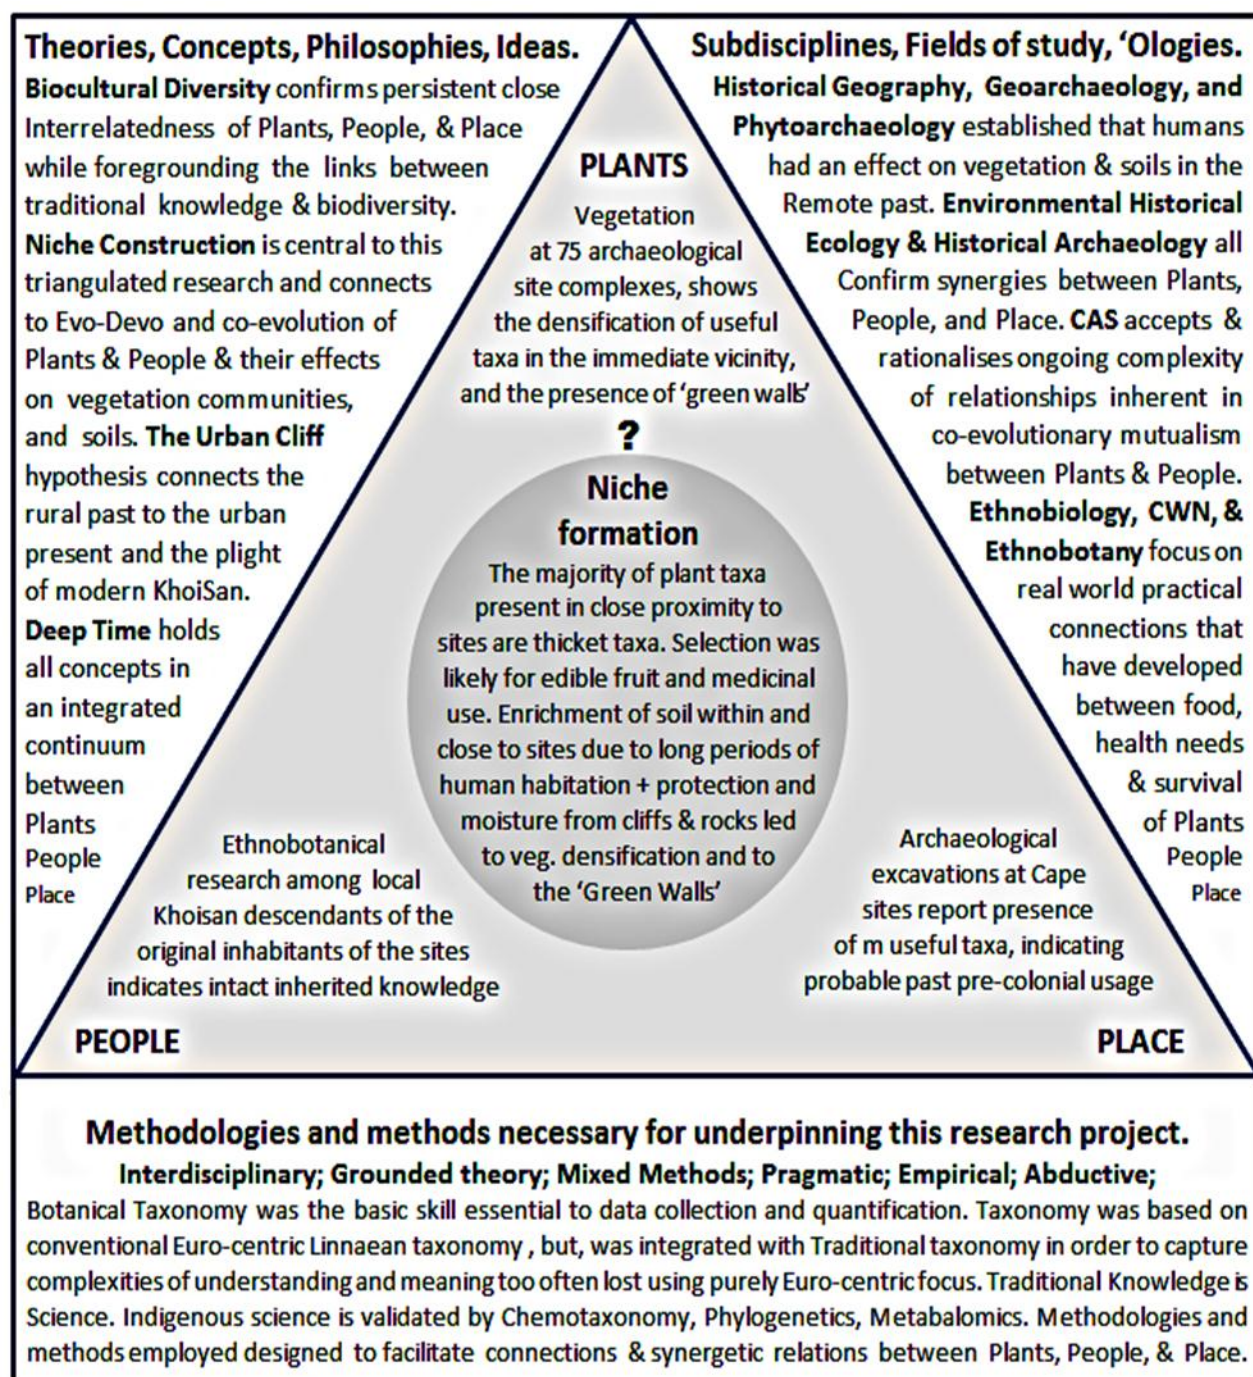 Theories, Concepts, Philosophies, Ideas.
Biocultural Diversity confirms persistent close
Interrelatedness of Plants, People, & Place
while foregrounding the links between
traditional knowledge & biodiversity.
Niche Construction is central to this
triangulated research and connects
to Evo-Devo and co-evolution of
Plants & People & their effects
on vegetation communities,
and soils. The Urban Cliff
hypothesis connects the
rural past to the urban
present and the plight
of modern KhoiSan.
Deep Time holds
all concepts in
an integrated
continuum
between
Plants
People
Place
Subdisciplines, Fields of study, ‘Ologies.
Historical Geography, Geoarchaeology, and
Phytoarchaeology established that humans
had an effect on vegetation & soils in the
Remote past. Environmental Historical
Ecology & Historical Archaeology all
Confirm synergies between Plants,
People, and Place. CAS accepts &
rationalises ongoing complexity
of relationships inherent in
co-evolutionary mutualism
between Plants & People.
Ethnobiology, CWN, &
Ethnobotany focus on
real world practical
connections that
have developed
between food,
health needs
& survival
of Plants
People
Place
PLANTS
Vegetation
at 75 archaeological
site complexes, shows
the densification of useful
taxa in the immediate vicinity,
and the presence of ‘green walls’
?
Niche
formation
The majority of plant taxa
present in close proximity to
sites are thicket taxa. Selection was
likely for edible fruit and medicinal
use. Enrichment of soil within and
close to sites due to long periods of
human habitation + protection and
moisture from cliffs & rocks led
to veg. densification and to
the ‘Green Walls’
Ethnobotanical
research among local
Khoisan descendants of the
original inhabitants of the sites
indicates intact inherited knowledge
PEOPLE
Archaeological
excavations at Cape
sites report presence
of m useful taxa, indicating
probable past pre-colonial usage
PLACE
Methodologies and methods necessary for underpinning this research project.
Interdisciplinary; Grounded theory; Mixed Methods; Pragmatic; Empirical; Abductive;
Botanical Taxonomy was the basic skill essential to data collection and quantification. Taxonomy was based on
conventional Euro-centric Linnaean taxonomy , but, was integrated with Traditional taxonomy in order to capture
complexities of understanding and meaning too often lost using purely Euro-centric focus. Traditional Knowledge is
Science. Indigenous science is validated by Chemotaxonomy, Phylogenetics, Metabalomics. Methodologies and
methods employed designed to facilitate connections & synergetic relations between Plants, People, & Place.